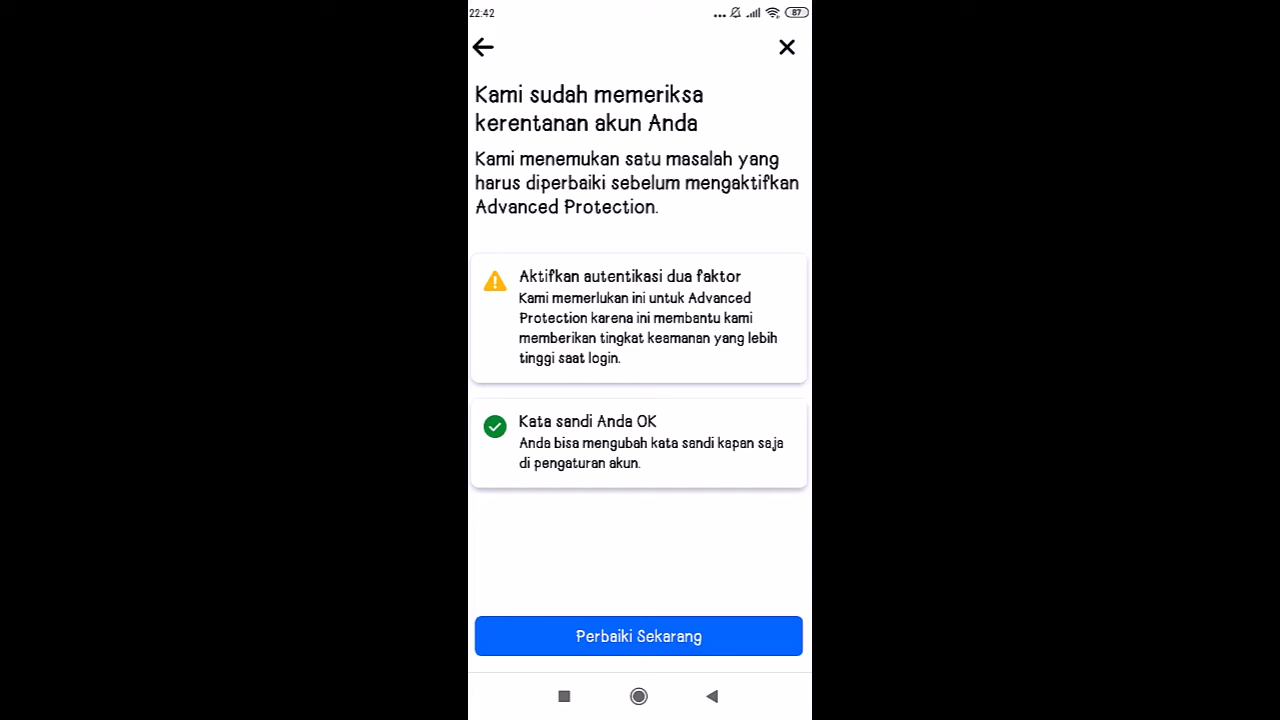 22:42
87
Kami sudah memeriksa
kerentanan akun Anda
Kami menemukan satu masalah yang
harus diperbaiki sebelum mengaktifkan
Advanced Protection.
Aktifkan autentikasi dua faktor
Kami memerlukan ini untuk Advanced
Protection karena ini membantu kami
memberikan tingkat keamanan yang lebih
tinggi saat login.
Kata sandi Anda OK
Anda bisa mengubah kata sandi kapan saja
di pengaturan akun.
Perbaiki Sekarang